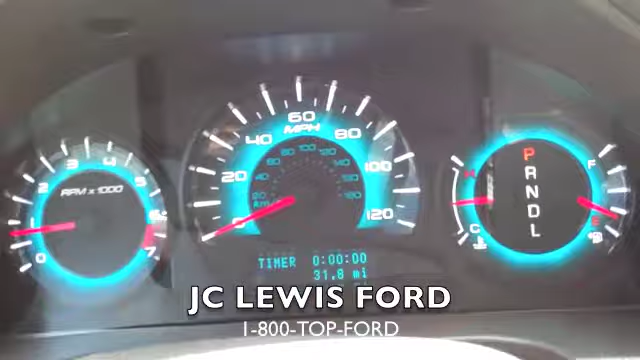 RPM x 1000
0 1 2 3 4 5 6 7
MPH
0 20 40 60 80 100 120
H
C
P
R
N
D
L
F
E
TIMER 0:00:00
31.8 mi
JC LEWIS FORD
1-800-TOP-FORD